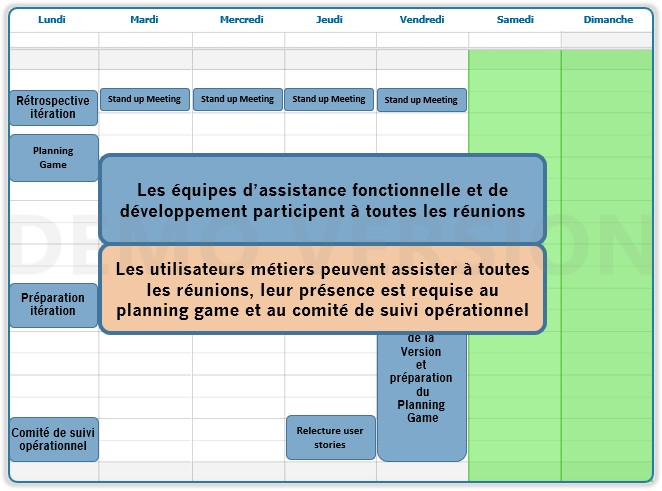 Lundi
Mardi
Mercredi
Jeudi
Vendredi
Samedi
Dimanche
Rétrospective
itération
Stand up Meeting
Stand up Meeting
Stand up Meeting
Stand up Meeting
Planning
Game
Les équipes d’assistance fonctionnelle et de
développement participent à toutes les réunions
DEMO VERSION
Les utilisateurs métiers peuvent assister à toutes
les réunions, leur présence est requise au
planning game et au comité de suivi opérationnel
Préparation
itération
de la
Version
et
préparation
du
Planning
Game
Comité de suivi
opérationnel
Relecture user
stories